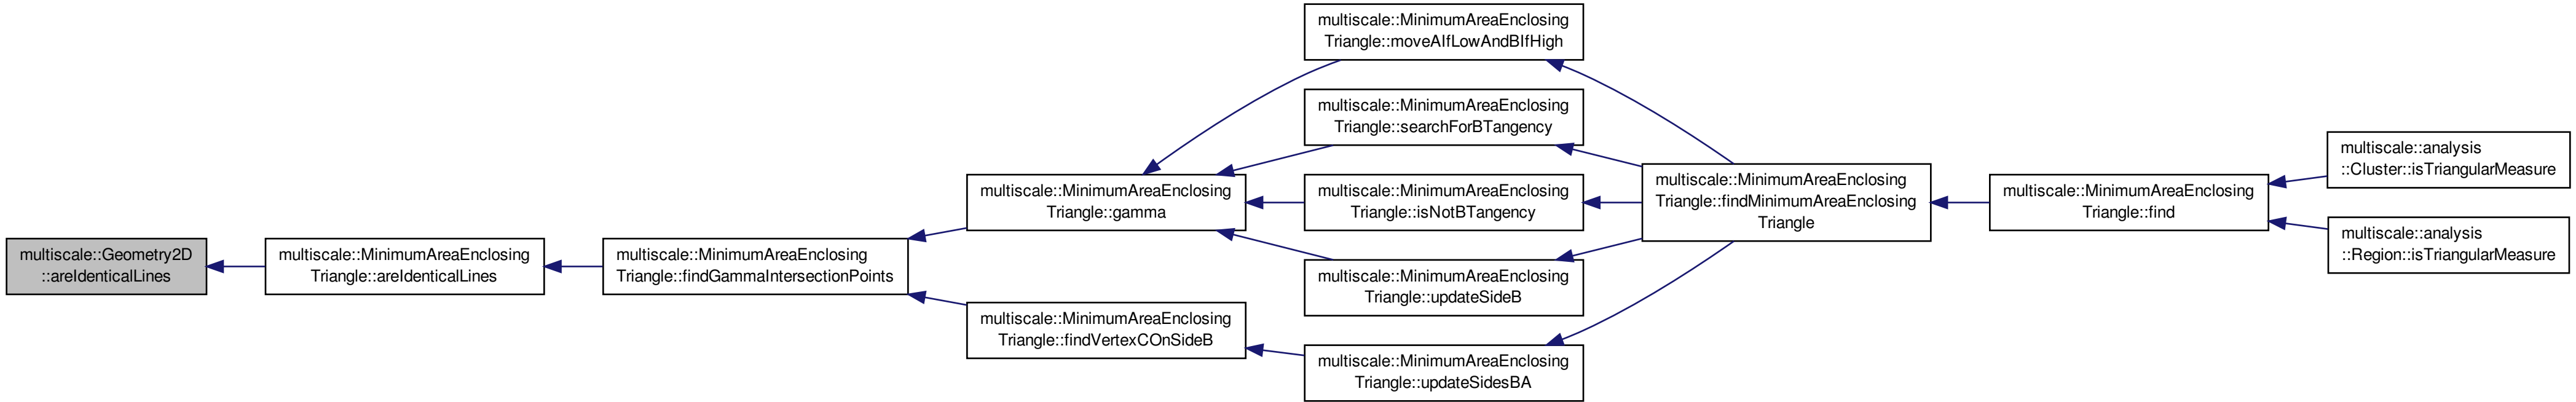 multiscale::Geometry2D
::areIdenticalLines
multiscale::MinimumAreaEnclosing
Triangle::areIdenticalLines
multiscale::MinimumAreaEnclosing
Triangle::findGammaIntersectionPoints
multiscale::MinimumAreaEnclosing
Triangle::gamma
multiscale::MinimumAreaEnclosing
Triangle::findVertexCOnSideB
multiscale::MinimumAreaEnclosing
Triangle::moveAIfLowAndBIfHigh
multiscale::MinimumAreaEnclosing
Triangle::searchForBTangency
multiscale::MinimumAreaEnclosing
Triangle::isNotBTangency
multiscale::MinimumAreaEnclosing
Triangle::updateSideB
multiscale::MinimumAreaEnclosing
Triangle::updateSidesBA
multiscale::MinimumAreaEnclosing
Triangle::findMinimumAreaEnclosing
Triangle
multiscale::MinimumAreaEnclosing
Triangle::find
multiscale::analysis
::Cluster::isTriangularMeasure
multiscale::analysis
::Region::isTriangularMeasure